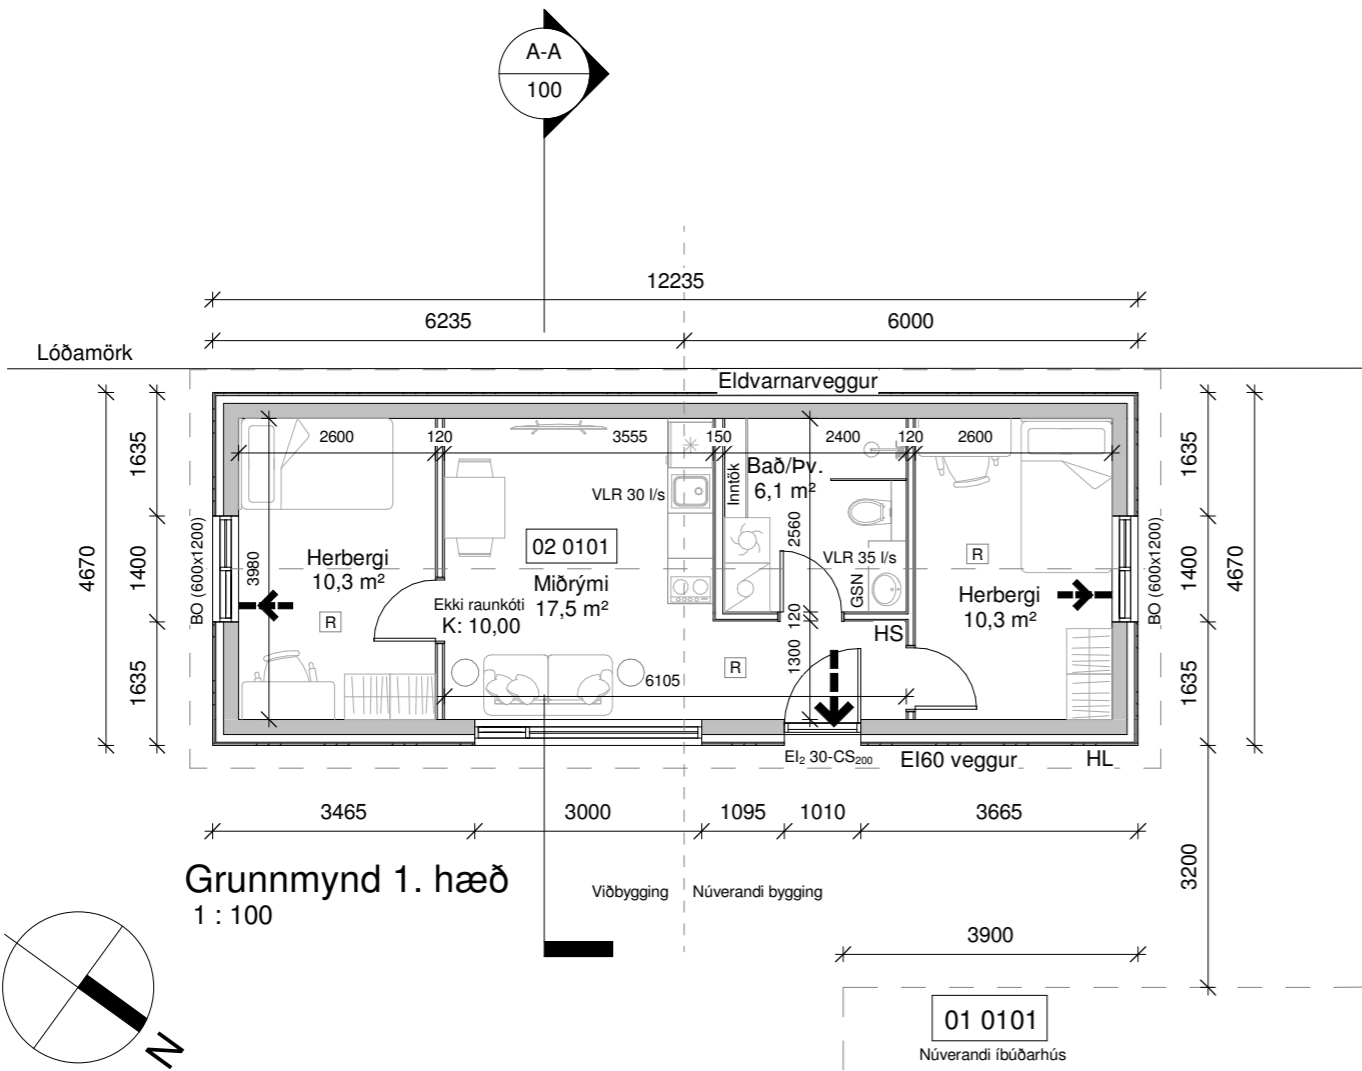 A-A
100
12235
6235
6000
Lóðamörk
Eldvarnarveggur
2600
120
3555
150
2400
120
2600
1635
1400
1635
4670
BO (600x1200)
3980
Herbergi
10,3 m²
R
VLR 30 l/s
02 0101
Miðrými
17,5 m²
Ekki raunkóti
K: 10,00
6105
R
Inntök
Bað/Þv.
6,1 m²
2560
VLR 35 l/s
GSN
120
1300
HS
R
Herbergi
10,3 m²
BO (600x1200)
1635
1400
1635
4670
EI₂ 30-CS₂₀₀
EI60 veggur
HL
3465
3000
1095
1010
3665
3200
Grunnmynd 1. hæð
1 : 100
Viðbygging
Núverandi bygging
3900
N
01 0101
Núverandi íbúðarhús